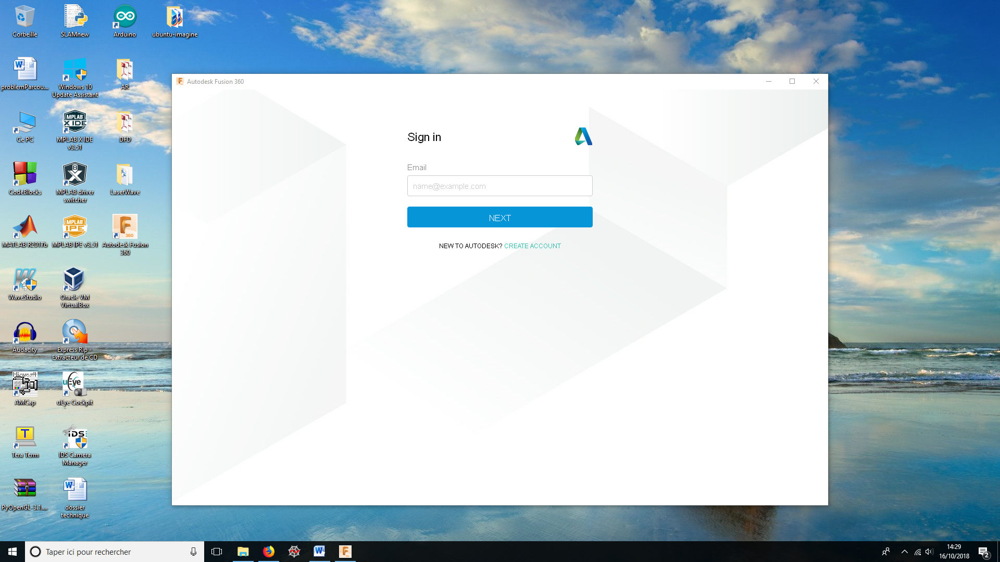 Corbeille
SLAMnew
Arduino
ubuntu-imagine
problemParcou...
Windows 10
Update Assistant
AR
Ce PC
MPLAB X IDE
v3.51
DFD
CodeBlocks
MPLAB driver
switcher
LaserWave
MATLAB R2017b
MPLAB IPE v3.51
Autodesk Fusion
360
WaveStudio
Oracle VM
VirtualBox
Audacity
Express Rip -
Extracteur de CD
AMCap
uEye Cockpit
Tera Term
IDS Camera
Manager
PyOpenGL-3.1....
dossier
technique
Autodesk Fusion 360
Sign in
Email
name@example.com
NEXT
NEW TO AUTODESK? CREATE ACCOUNT
Taper ici pour rechercher
14:29
16/10/2018
2